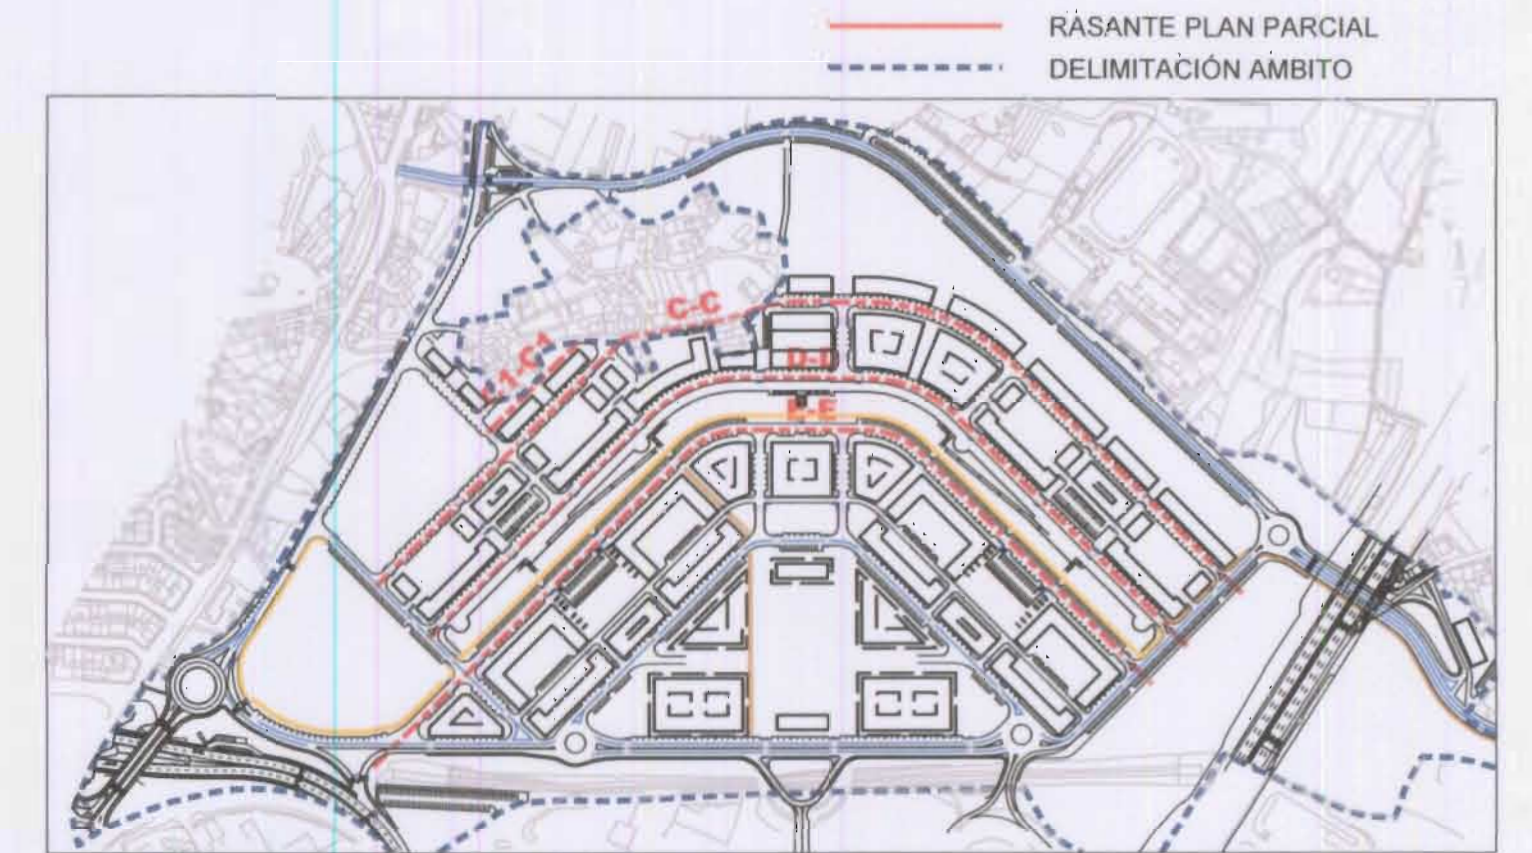 RASANTE PLAN PARCIAL
DELIMITACIÓN AMBITO
C-C
C1-C1
D-D
E-E